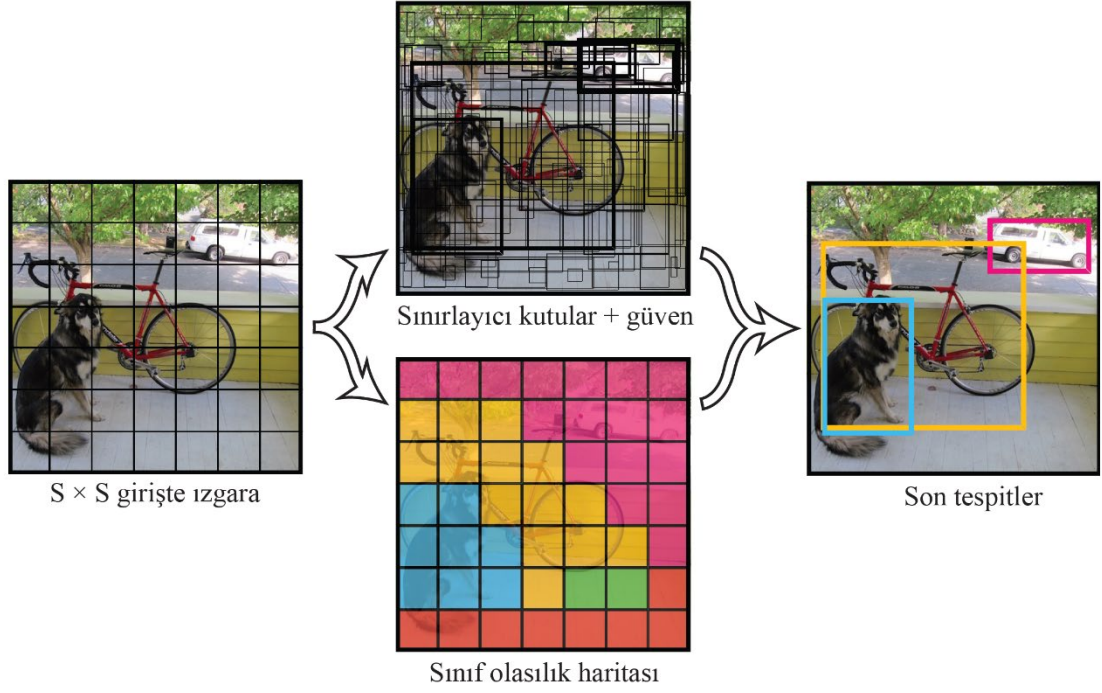 Sınırlayıcı kutular + güven
S × S girişte ızgara
Son tespitler
Sınıf olasılık haritası